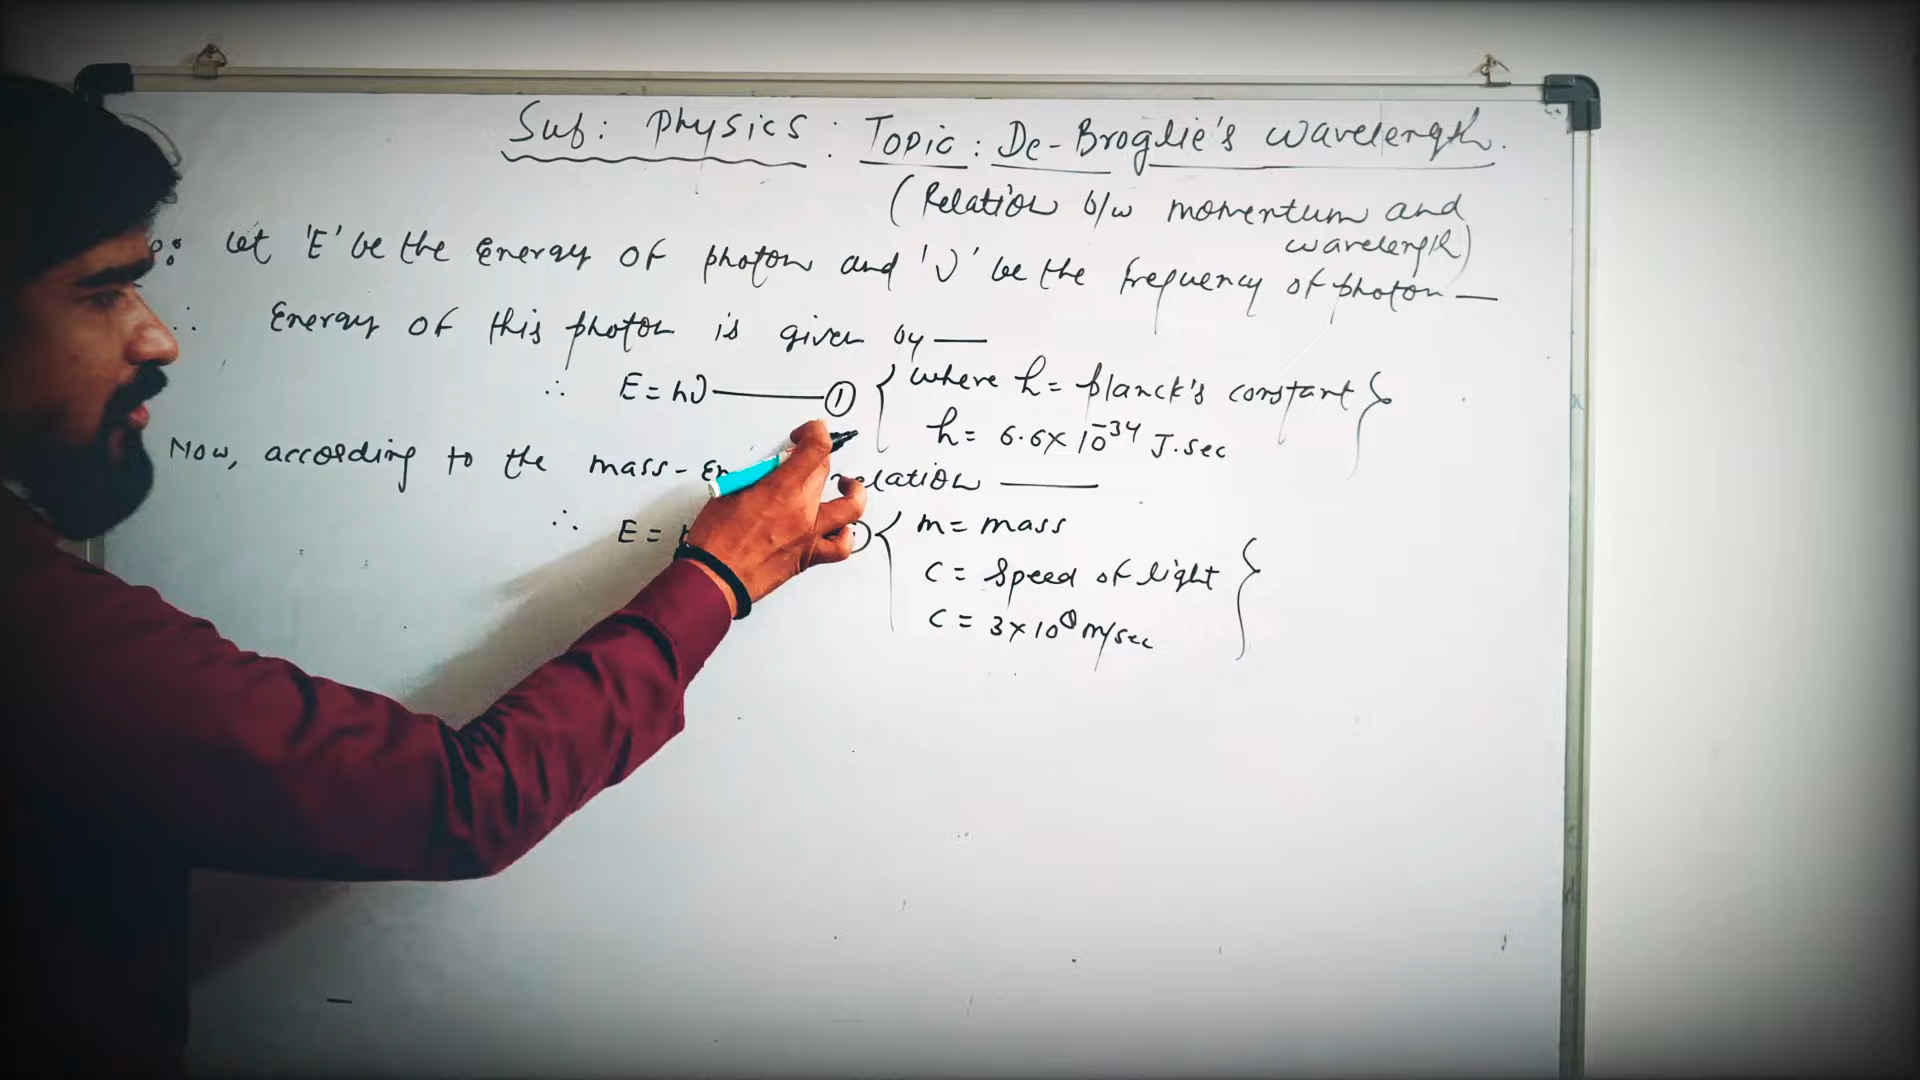 Sub: Physics : Topic : De-Broglie's wavelength.
(Relation b/w momentum and
wavelength)
let 'E' be the Energy of photon and 'ν' be the frequency of photon —
∴ Energy of this photon is given by —
∴ E = hν — ① { where h = planck's constant }
h = 6.6 × 10⁻³⁴ J.sec
Now, according to the mass- relation —
∴ E = { m = mass
c = speed of light }
c = 3 × 10⁸ m/sec